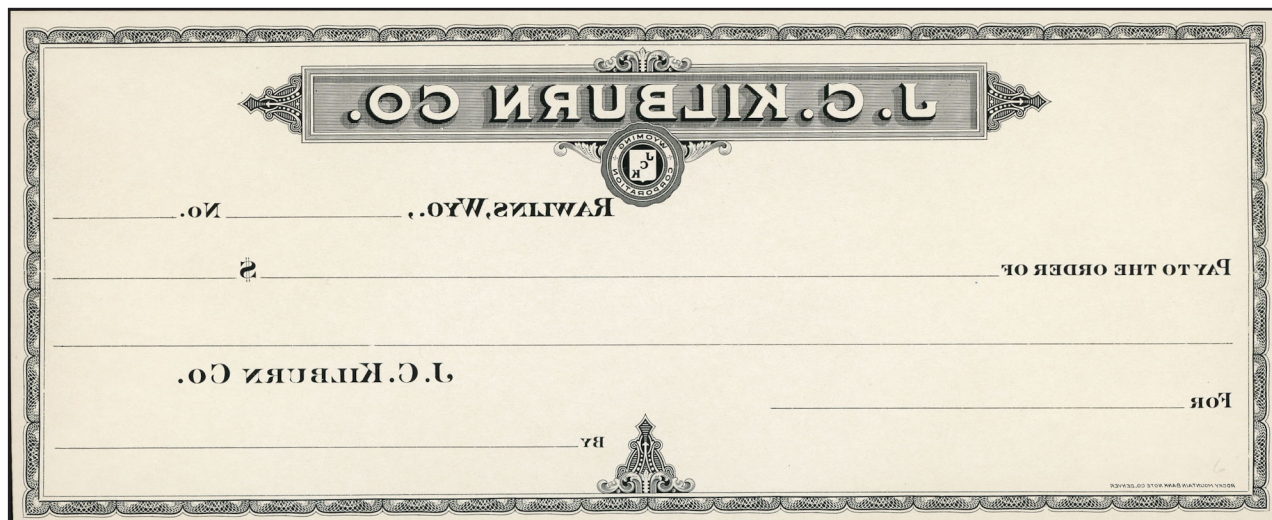 J. C. KILBURN CO.
WYOMING
JCK
CORPORATION
RAWLINS, WYO., No.
PAY TO THE ORDER OF $
J. C. KILBURN CO.
FOR
BY
ROCKY MOUNTAIN BANK NOTE CO. DENVER